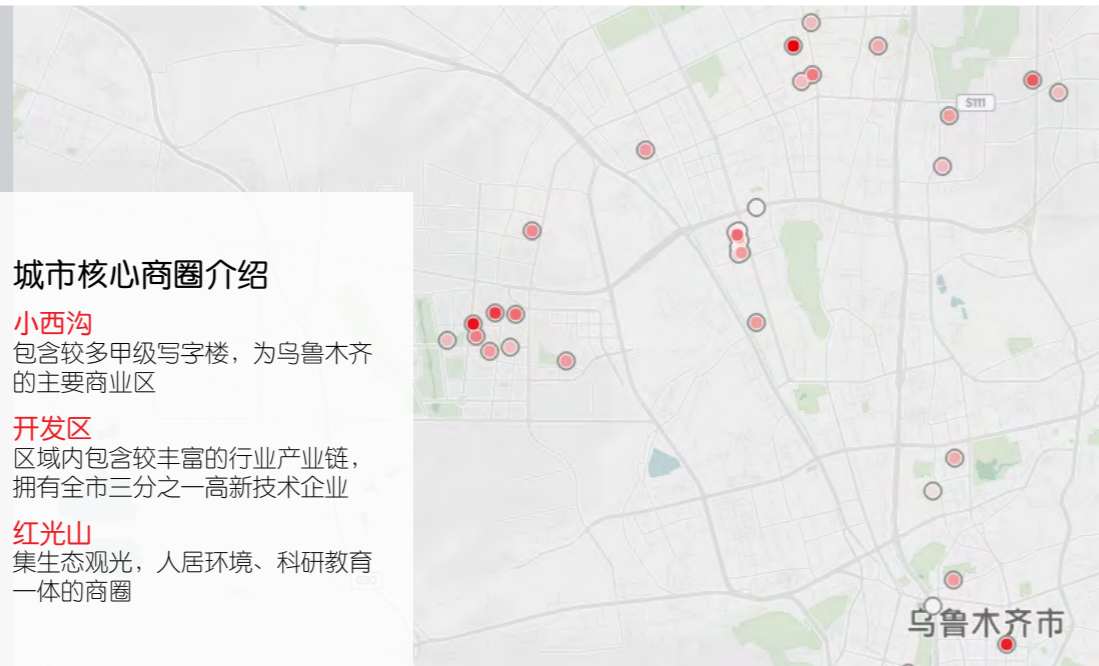 城市核心商圈介绍
小西沟
包含较多甲级写字楼，为乌鲁木齐
的主要商业区
开发区
区域内包含较丰富的行业产业链，
拥有全市三分之一高新技术企业
红光山
集生态观光，人居环境、科研教育
一体的商圈
S111
G30
乌鲁木齐市